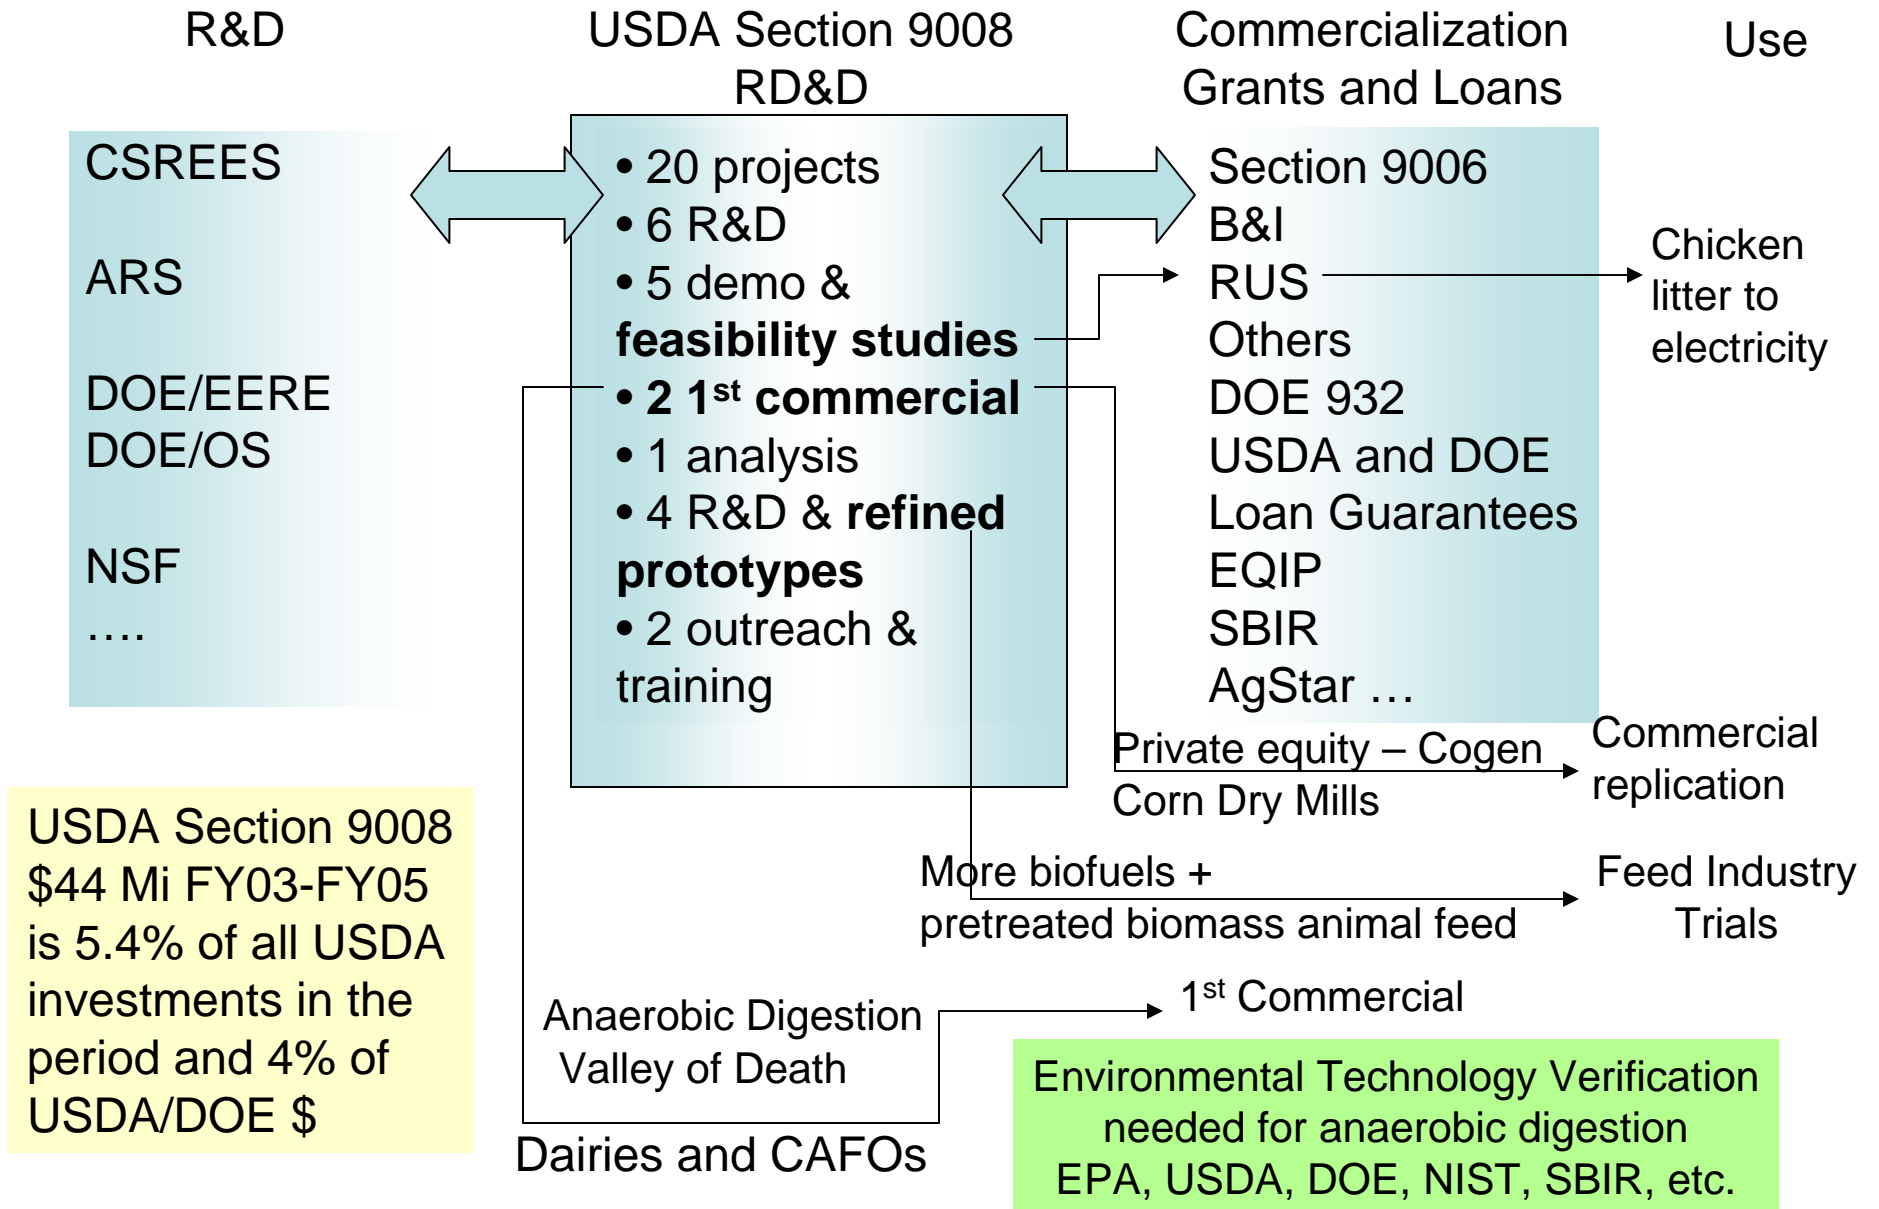 R&D
USDA Section 9008
RD&D
Commercialization
Grants and Loans
Use
CSREES
ARS
DOE/EERE
DOE/OS
NSF
….
• 20 projects
• 6 R&D
• 5 demo &
feasibility studies
• 2 1st commercial
• 1 analysis
• 4 R&D & refined
prototypes
• 2 outreach &
training
Section 9006
B&I
RUS
Others
DOE 932
USDA and DOE
Loan Guarantees
EQIP
SBIR
AgStar …
Chicken
litter to
electricity
Private equity – Cogen
Corn Dry Mills
Commercial
replication
More biofuels +
pretreated biomass animal feed
Feed Industry
Trials
Anaerobic Digestion
Valley of Death
1st Commercial
Dairies and CAFOs
USDA Section 9008
$44 Mi FY03-FY05
is 5.4% of all USDA
investments in the
period and 4% of
USDA/DOE $
Environmental Technology Verification
needed for anaerobic digestion
EPA, USDA, DOE, NIST, SBIR, etc.